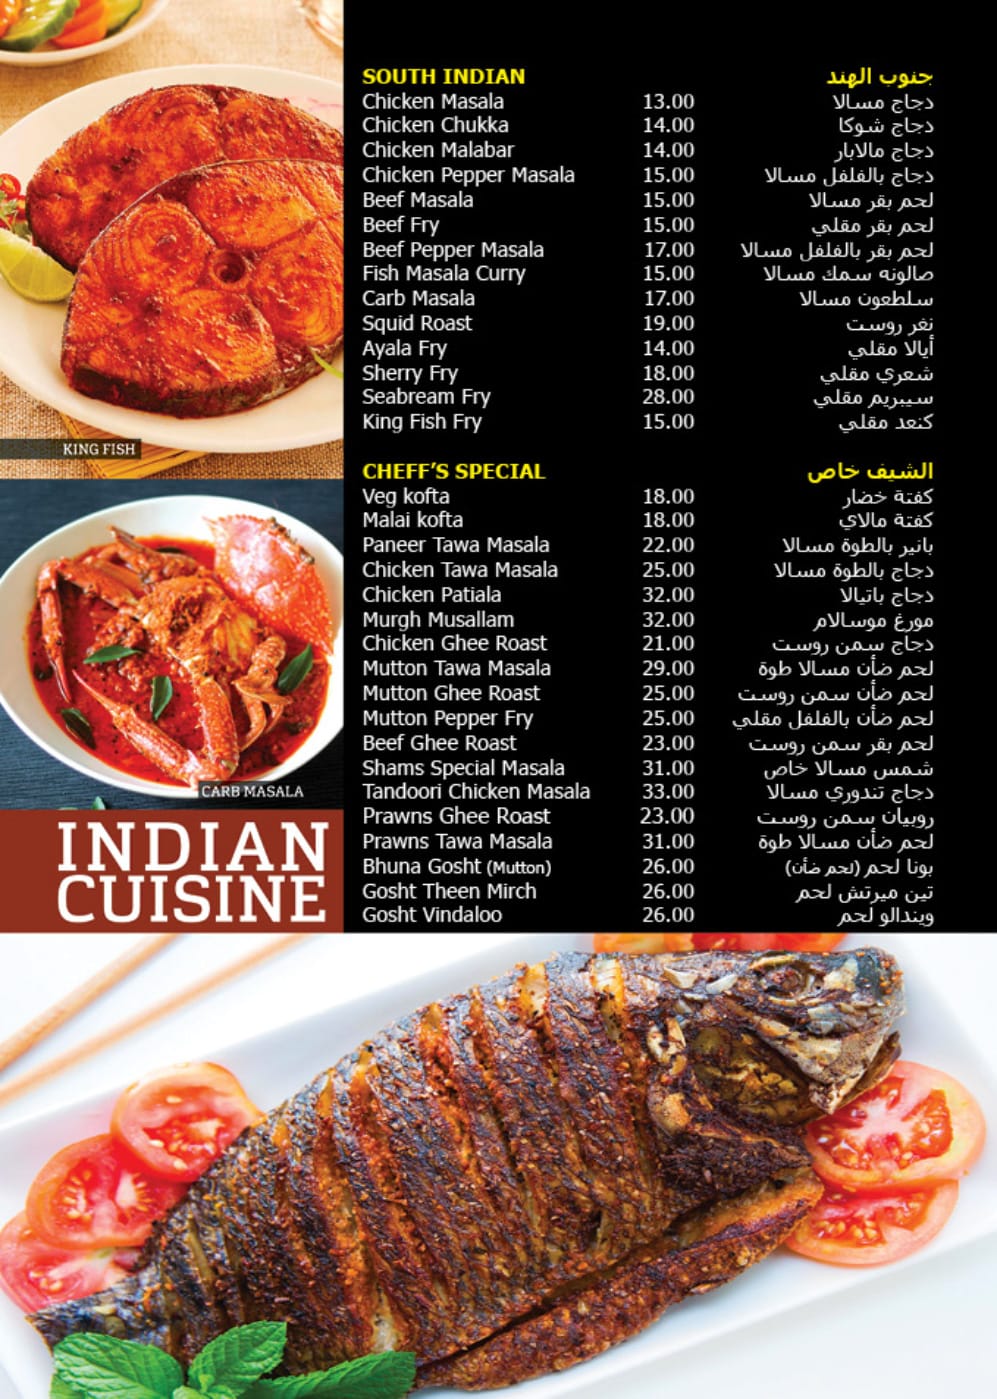 SOUTH INDIAN 	جنوب الهند
Chicken Masala 13.00 دجاج مسالا
Chicken Chukka 14.00 دجاج شوكا
Chicken Malabar 14.00 دجاج مالابار
Chicken Pepper Masala 15.00 دجاج بالفلفل مسالا
Beef Masala 15.00 لحم بقر مسالا
Beef Fry 15.00 لحم بقر مقلي
Beef Pepper Masala 17.00 لحم بقر بالفلفل مسالا
Fish Masala Curry 15.00 صالونه سمك مسالا
Carb Masala 17.00 سلطعون مسالا
Squid Roast 19.00 نغر روست
Ayala Fry 14.00 أيالا مقلي
Sherry Fry 18.00 شعري مقلي
Seabream Fry 28.00 سيبريم مقلي
King Fish Fry 15.00 كنعد مقلي
KING FISH
CHEFF'S SPECIAL الشيف خاص
Veg kofta 18.00 كفتة خضار
Malai kofta 18.00 كفتة مالاي
Paneer Tawa Masala 22.00 بانير بالطوة مسالا
Chicken Tawa Masala 25.00 دجاج بالطوة مسالا
Chicken Patiala 32.00 دجاج باتيالا
Murgh Musallam 32.00 مورغ موسالام
Chicken Ghee Roast 21.00 دجاج سمن روست
Mutton Tawa Masala 29.00 لحم ضأن مسالا طوة
Mutton Ghee Roast 25.00 لحم ضأن سمن روست
Mutton Pepper Fry 25.00 لحم ضأن بالفلفل مقلي
Beef Ghee Roast 23.00 لحم بقر سمن روست
Shams Special Masala 31.00 شمس مسالا خاص
Tandoori Chicken Masala 33.00 دجاج تندوري مسالا
Prawns Ghee Roast 23.00 روبيان سمن روست
Prawns Tawa Masala 31.00 لحم ضأن مسالا طوة
Bhuna Gosht (Mutton) 26.00 بونا لحم (لحم ضأن)
Gosht Theen Mirch 26.00 تين ميرتش لحم
Gosht Vindaloo 26.00 ويندالو لحم
CARB MASALA
INDIAN
CUISINE